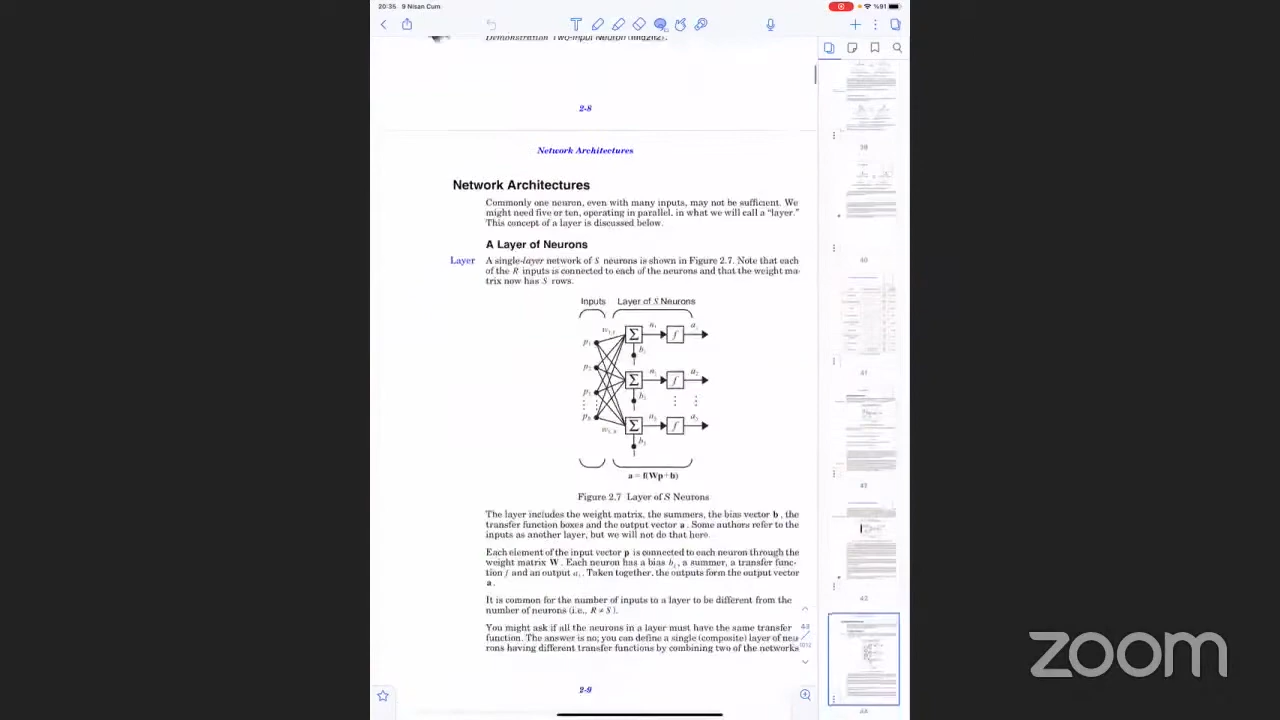 20:35 9 Nisan Cum
%91
Demonstration Two-Input Neuron (nnd2n2).
2-8
Network Architectures
Network Architectures
Commonly one neuron, even with many inputs, may not be sufficient. We
might need five or ten, operating in parallel, in what we will call a “layer.”
This concept of a layer is discussed below.
A Layer of Neurons
Layer A single-layer network of S neurons is shown in Figure 2.7. Note that each
of the R inputs is connected to each of the neurons and that the weight ma-
trix now has S rows.
Inputs Layer of S Neurons
a = f(Wp+b)
Figure 2.7 Layer of S Neurons
The layer includes the weight matrix, the summers, the bias vector b , the
transfer function boxes and the output vector a . Some authors refer to the
inputs as another layer, but we will not do that here.
Each element of the input vector p is connected to each neuron through the
weight matrix W . Each neuron has a bias bᵢ , a summer, a transfer func-
tion f and an output aᵢ . Taken together, the outputs form the output vector
a .
It is common for the number of inputs to a layer to be different from the
number of neurons (i.e., R ≠ S ).
You might ask if all the neurons in a layer must have the same transfer
function. The answer is no; you can define a single (composite) layer of neu-
rons having different transfer functions by combining two of the networks
2-9
39
40
41
zoom